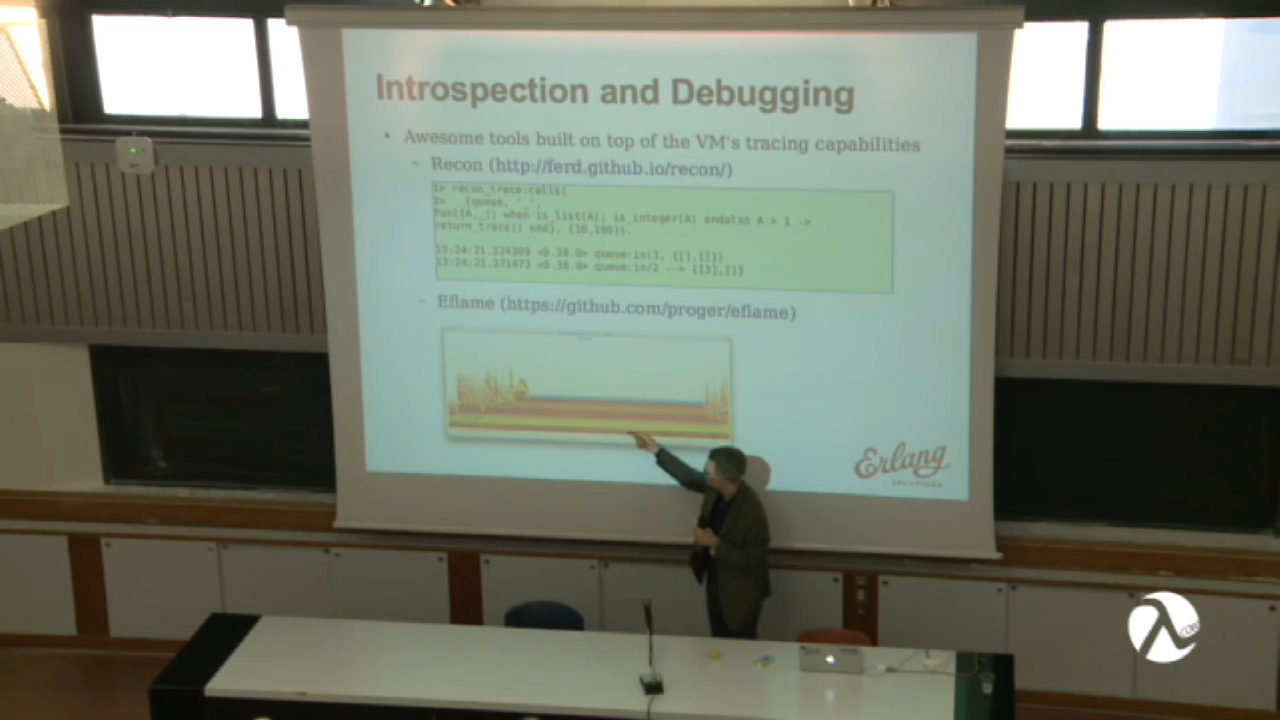 Introspection and Debugging
• Awesome tools built on top of the VM's tracing capabilities
– Recon (http://ferd.github.io/recon/)
1> recon_trace:calls(
1> {queue, '_',
fun([A,_]) when is_list(A); is_integer(A) andalso A > 1 ->
return_trace() end}, {10,100}).
13:24:21.324309 <0.38.0> queue:in(3, {[],[]})
13:24:21.371473 <0.38.0> queue:in/2 --> {[3],[]}
– Eflame (https://github.com/proger/eflame)
Erlang
SOLUTIONS
λ
COM